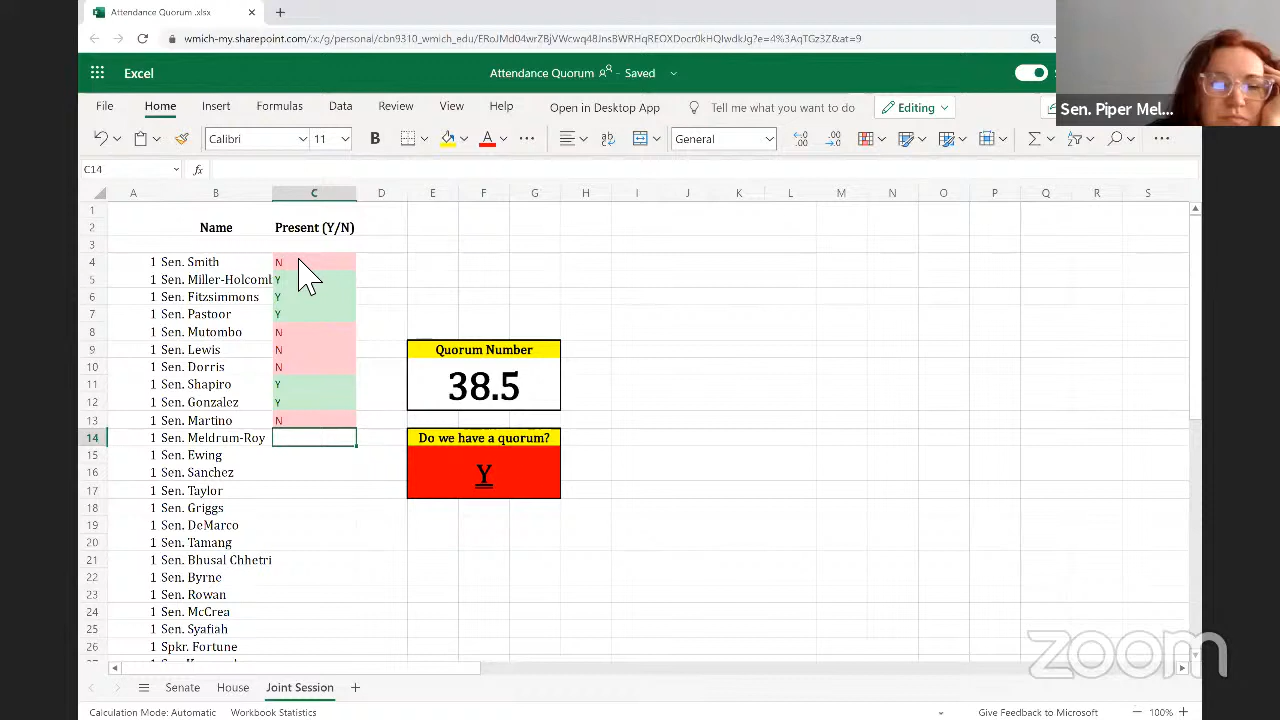 Attendance Quorum .xlsx
wmich-my.sharepoint.com/:x:/g/personal/cbn9310_wmich_edu/ERoJMd04wrZBjVWcwq48JnsBWRHqREXDocr0kHQIwdkJg?e=4%3AqTGz3Z&at=9
Excel
Attendance Quorum - Saved
Sen. Piper Mel...
File Home Insert Formulas Data Review View Help Open in Desktop App Tell me what you want to do Editing
Calibri 11 B A General
C14 fx
A B C D E F G H I J K L M N O P Q R S
1
2 Name Present (Y/N)
3
4 1 Sen. Smith N
5 1 Sen. Miller-Holcomb Y
6 1 Sen. Fitzsimmons Y
7 1 Sen. Pastoor Y
8 1 Sen. Mutombo N
9 1 Sen. Lewis N
Quorum Number
10 1 Sen. Dorris N
38.5
11 1 Sen. Shapiro Y
12 1 Sen. Gonzalez Y
13 1 Sen. Martino N
14 1 Sen. Meldrum-Roy
Do we have a quorum?
15 1 Sen. Ewing
16 1 Sen. Sanchez
Y
17 1 Sen. Taylor
18 1 Sen. Griggs
19 1 Sen. DeMarco
20 1 Sen. Tamang
21 1 Sen. Bhusal Chhetri
22 1 Sen. Byrne
23 1 Sen. Rowan
24 1 Sen. McCrea
25 1 Sen. Syafiah
26 1 Spkr. Fortune
zoom
Senate House Joint Session
Calculation Mode: Automatic Workbook Statistics Give Feedback to Microsoft 100%